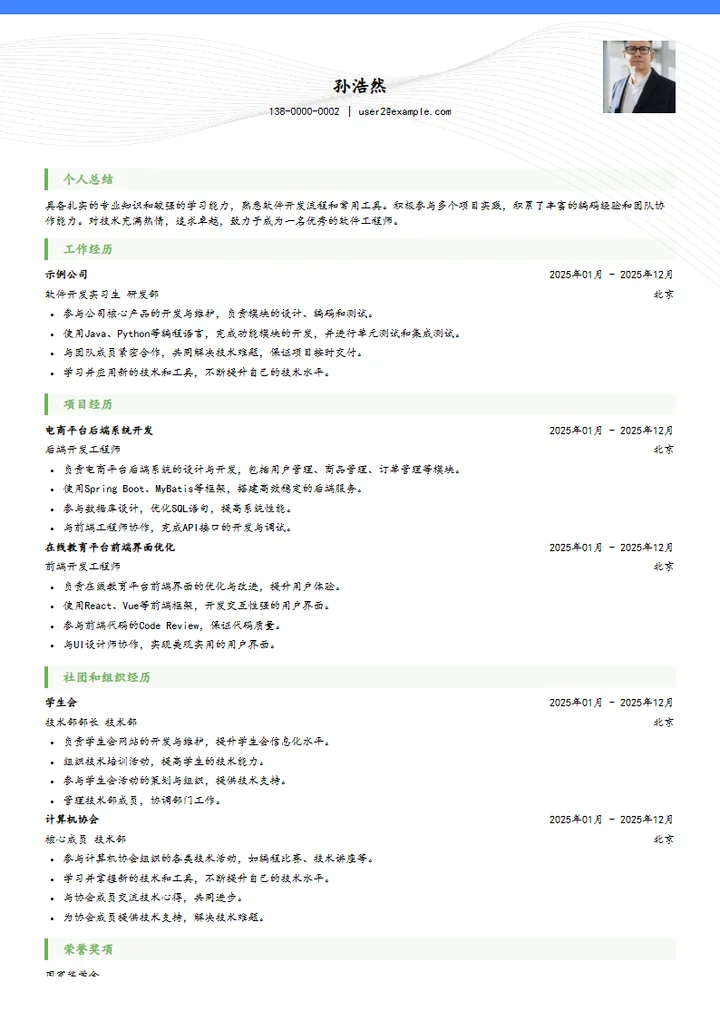 孙浩然
138-0000-0002 | user2@example.com
个人总结
具备扎实的专业知识和较强的学习能力，熟悉软件开发流程和常用工具。积极参与多个项目实践，积累了丰富的编码经验和团队协
作能力。对技术充满热情，追求卓越，致力于成为一名优秀的软件工程师。
工作经历
示例公司 2025年01月 - 2025年12月
软件开发实习生 研发部 北京
• 参与公司核心产品的开发与维护，负责模块的设计、编码和测试。
• 使用Java、Python等编程语言，完成功能模块的开发，并进行单元测试和集成测试。
• 与团队成员紧密合作，共同解决技术难题，保证项目按时交付。
• 学习并应用新的技术和工具，不断提升自己的技术水平。
项目经历
电商平台后端系统开发 2025年01月 - 2025年12月
后端开发工程师 北京
• 负责电商平台后端系统的设计与开发，包括用户管理、商品管理、订单管理等模块。
• 使用Spring Boot、MyBatis等框架，搭建高效稳定的后端服务。
• 参与数据库设计，优化SQL语句，提高系统性能。
• 与前端工程师协作，完成API接口的开发与调试。
在线教育平台前端界面优化 2025年01月 - 2025年12月
前端开发工程师 北京
• 负责在线教育平台前端界面的优化与改进，提升用户体验。
• 使用React、Vue等前端框架，开发交互性强的用户界面。
• 参与前端代码的Code Review，保证代码质量。
• 与UI设计师协作，实现美观实用的用户界面。
社团和组织经历
学生会 2025年01月 - 2025年12月
技术部部长 技术部 北京
• 负责学生会网站的开发与维护，提升学生会信息化水平。
• 组织技术培训活动，提高学生的技术能力。
• 参与学生会活动的策划与组织，提供技术支持。
• 管理技术部成员，协调部门工作。
计算机协会 2025年01月 - 2025年12月
核心成员 技术部 北京
• 参与计算机协会组织的各类技术活动，如编程比赛、技术讲座等。
• 学习并掌握新的技术和工具，不断提升自己的技术水平。
• 与协会成员交流技术心得，共同进步。
• 为协会成员提供技术支持，解决技术难题。
荣誉奖项